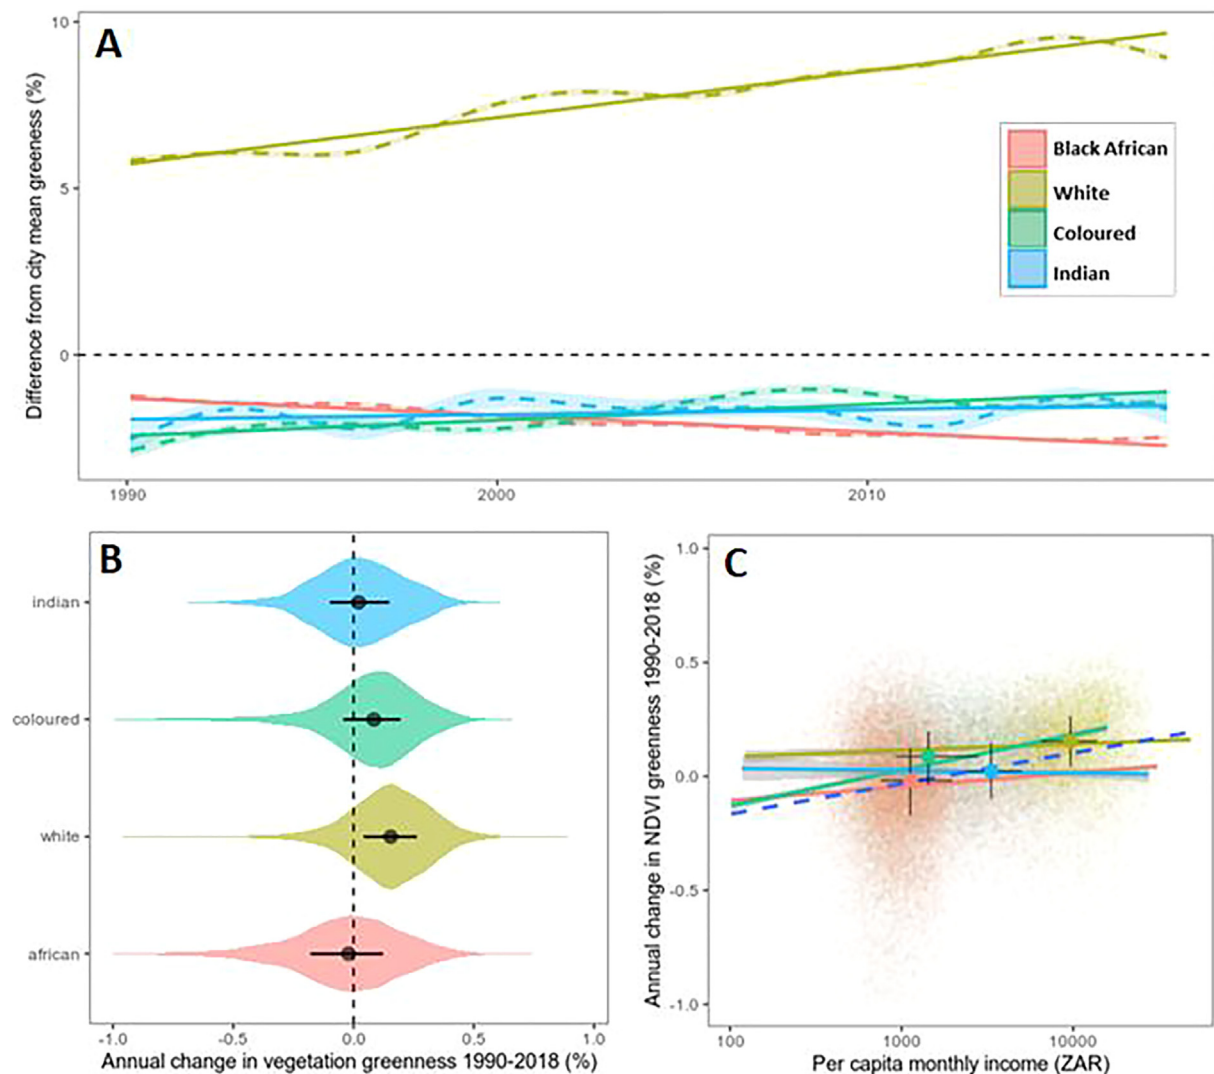 A
Difference from city mean greeness (%)
10
5
0
Black African
White
Coloured
Indian
1990
2000
2010
B
indian
coloured
white
african
-1.0
-0.5
0.0
0.5
1.0
Annual change in vegetation greenness 1990-2018 (%)
C
Annual change in NDVI greenness 1990-2018 (%)
1.0
0.5
0.0
-0.5
-1.0
100
1000
10000
Per capita monthly income (ZAR)